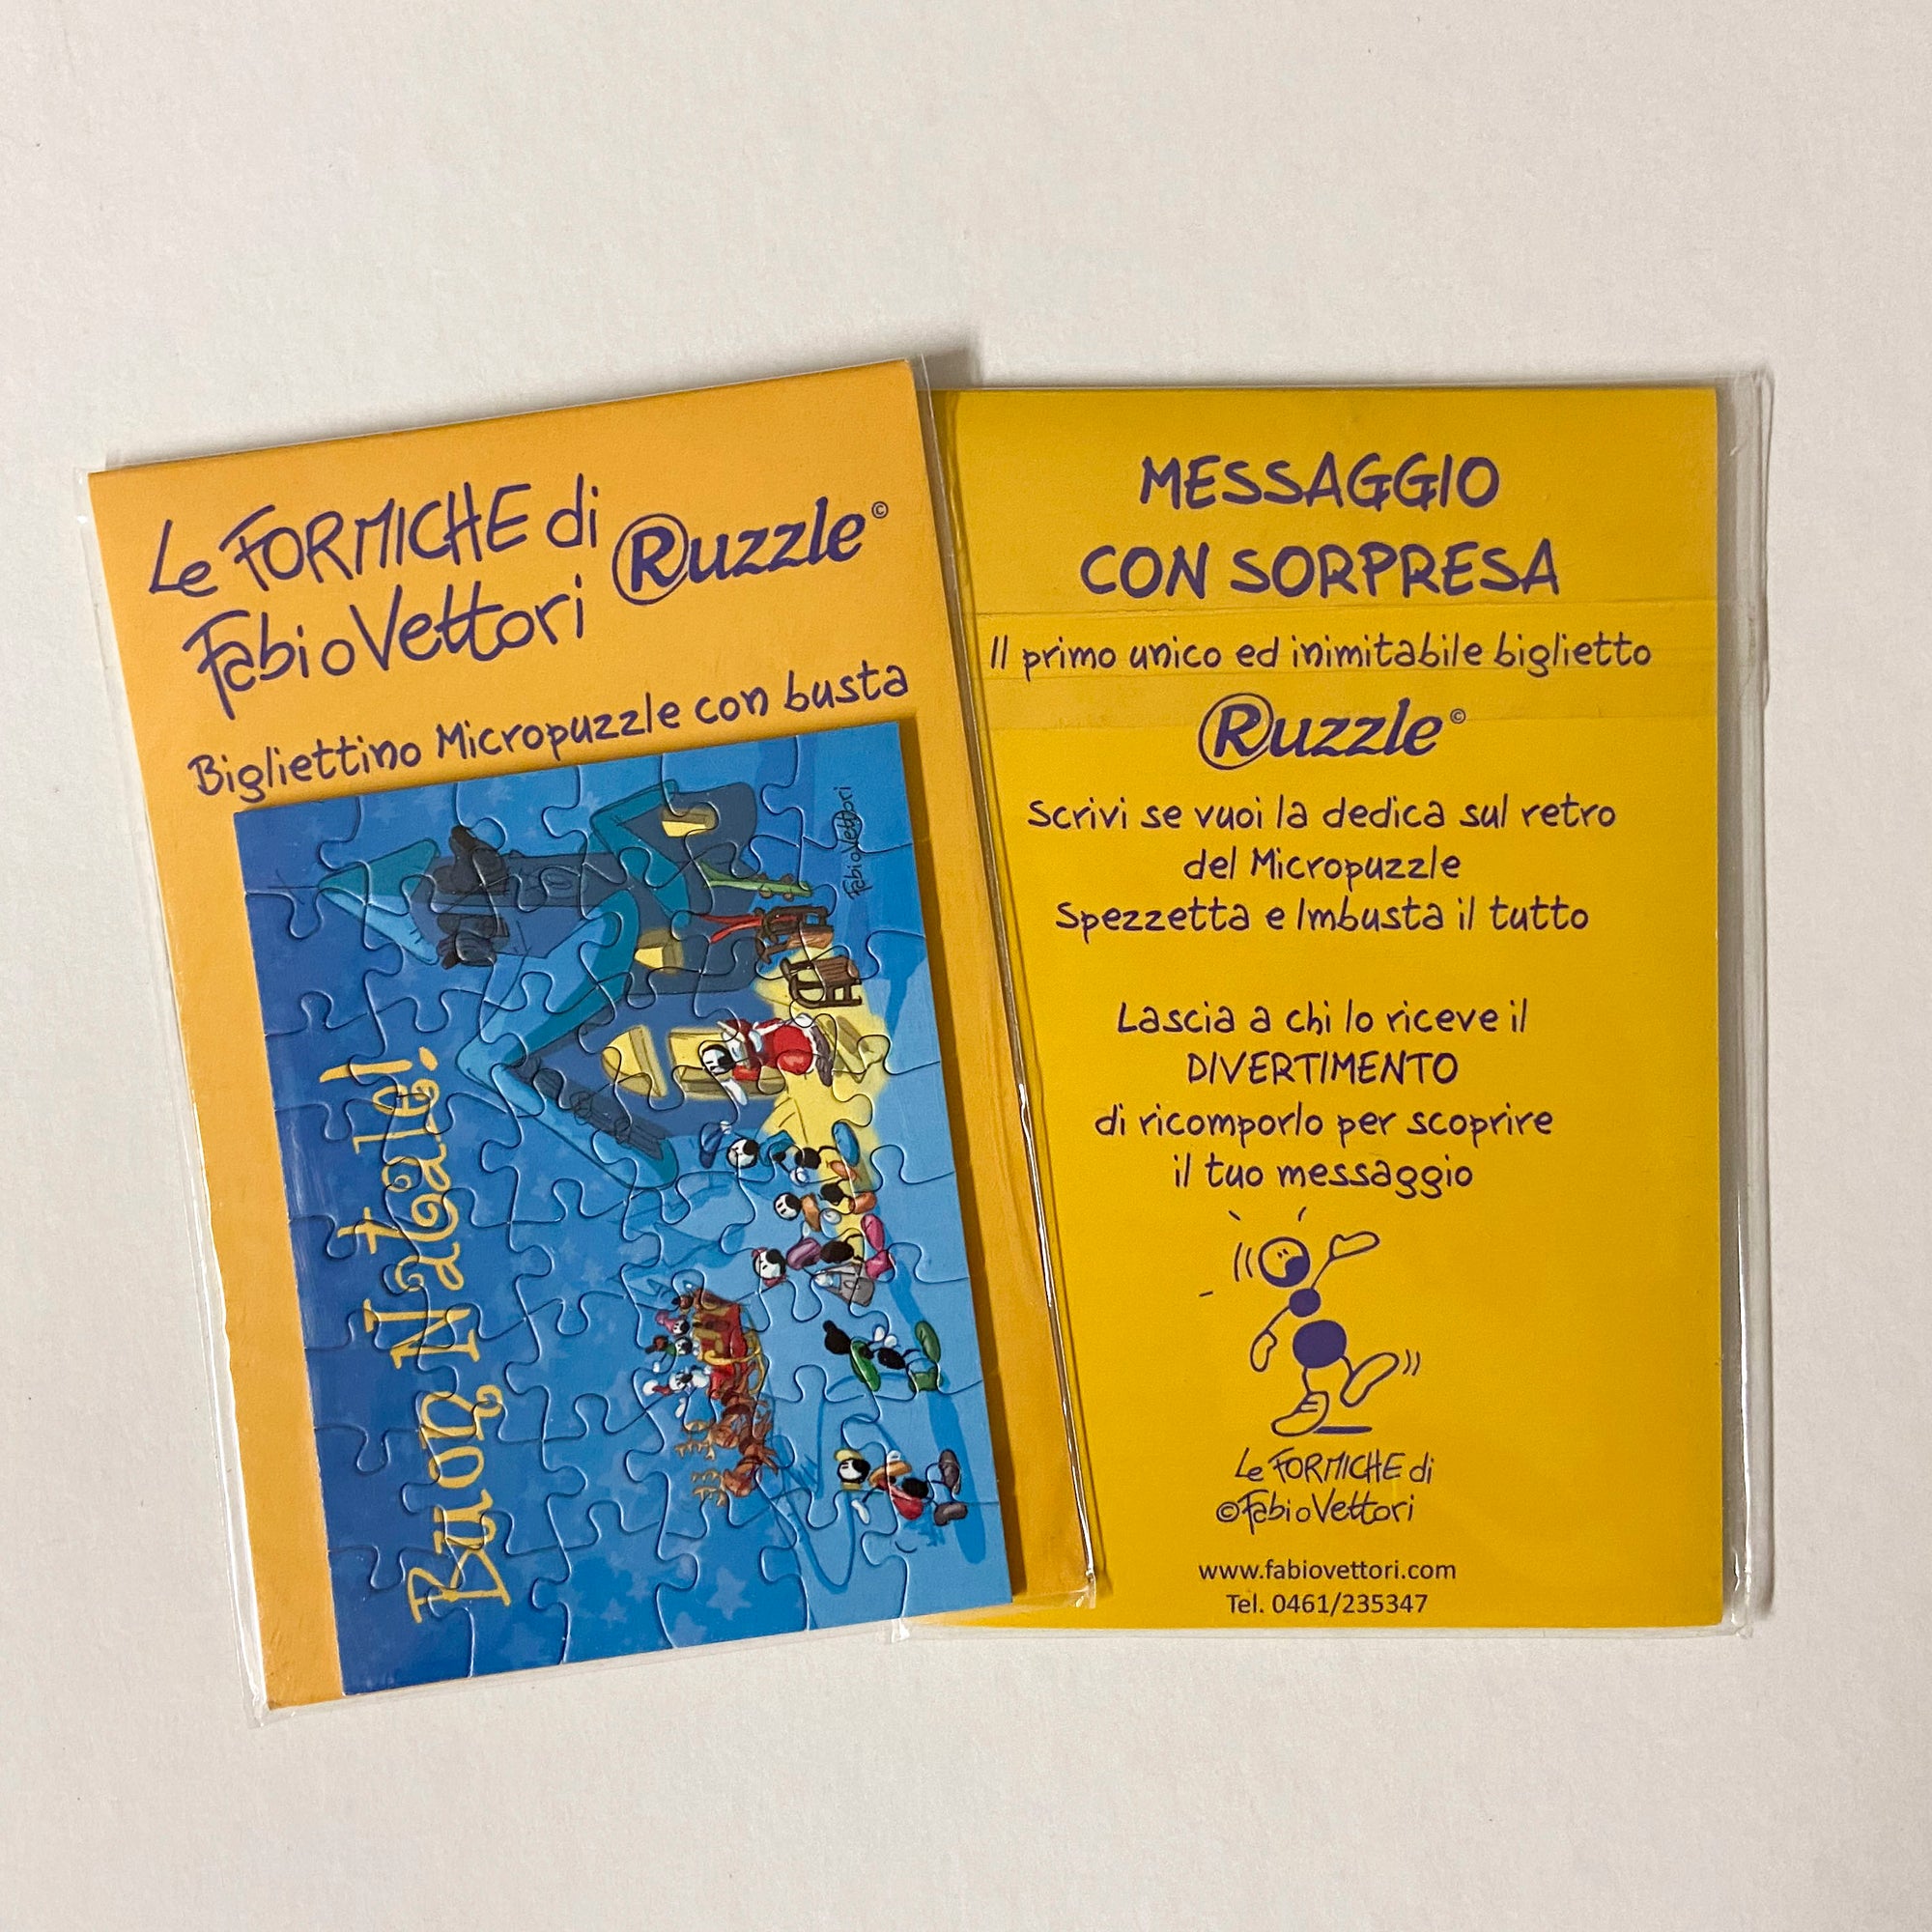 Le FORMICHE di
Fabio Vettori
Ruzzle©
Bigliettino Micropuzzle con busta
Buon Natale!
Fabio Vettori
MESSAGGIO
CON SORPRESA
Il primo unico ed inimitabile biglietto
Ruzzle©
Scrivi se vuoi la dedica sul retro
del Micropuzzle
Spezzetta e Imbusta il tutto
Lascia a chi lo riceve il
DIVERTIMENTO
di ricomporlo per scoprire
il tuo messaggio
Le FORMICHE di
©Fabio Vettori
www.fabiovettori.com
Tel. 0461/235347